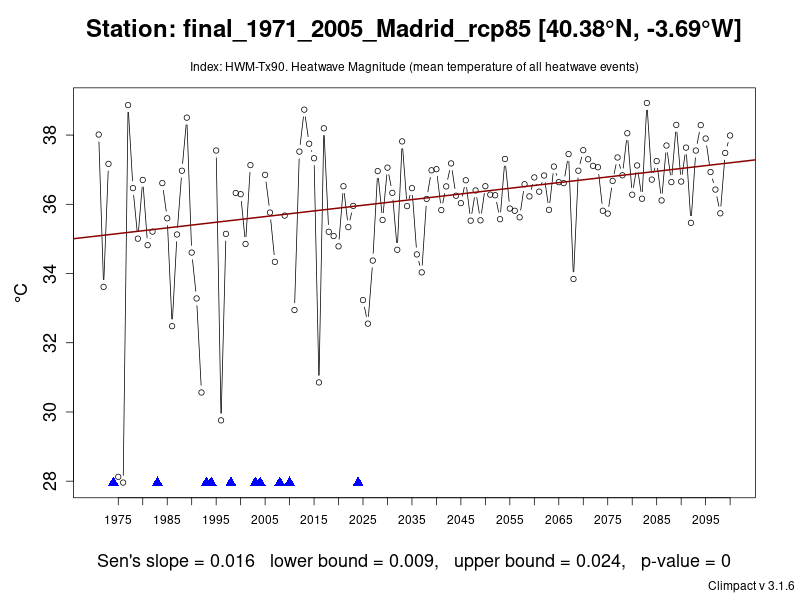 Station: final_1971_2005_Madrid_rcp85 [40.38°N, -3.69°W]
Index: HWM-Tx90. Heatwave Magnitude (mean temperature of all heatwave events)
38
36
34
32
30
28
°C
1975 1985 1995 2005 2015 2025 2035 2045 2055 2065 2075 2085 2095
Sen's slope = 0.016 lower bound = 0.009, upper bound = 0.024, p-value = 0
Climpact v 3.1.6